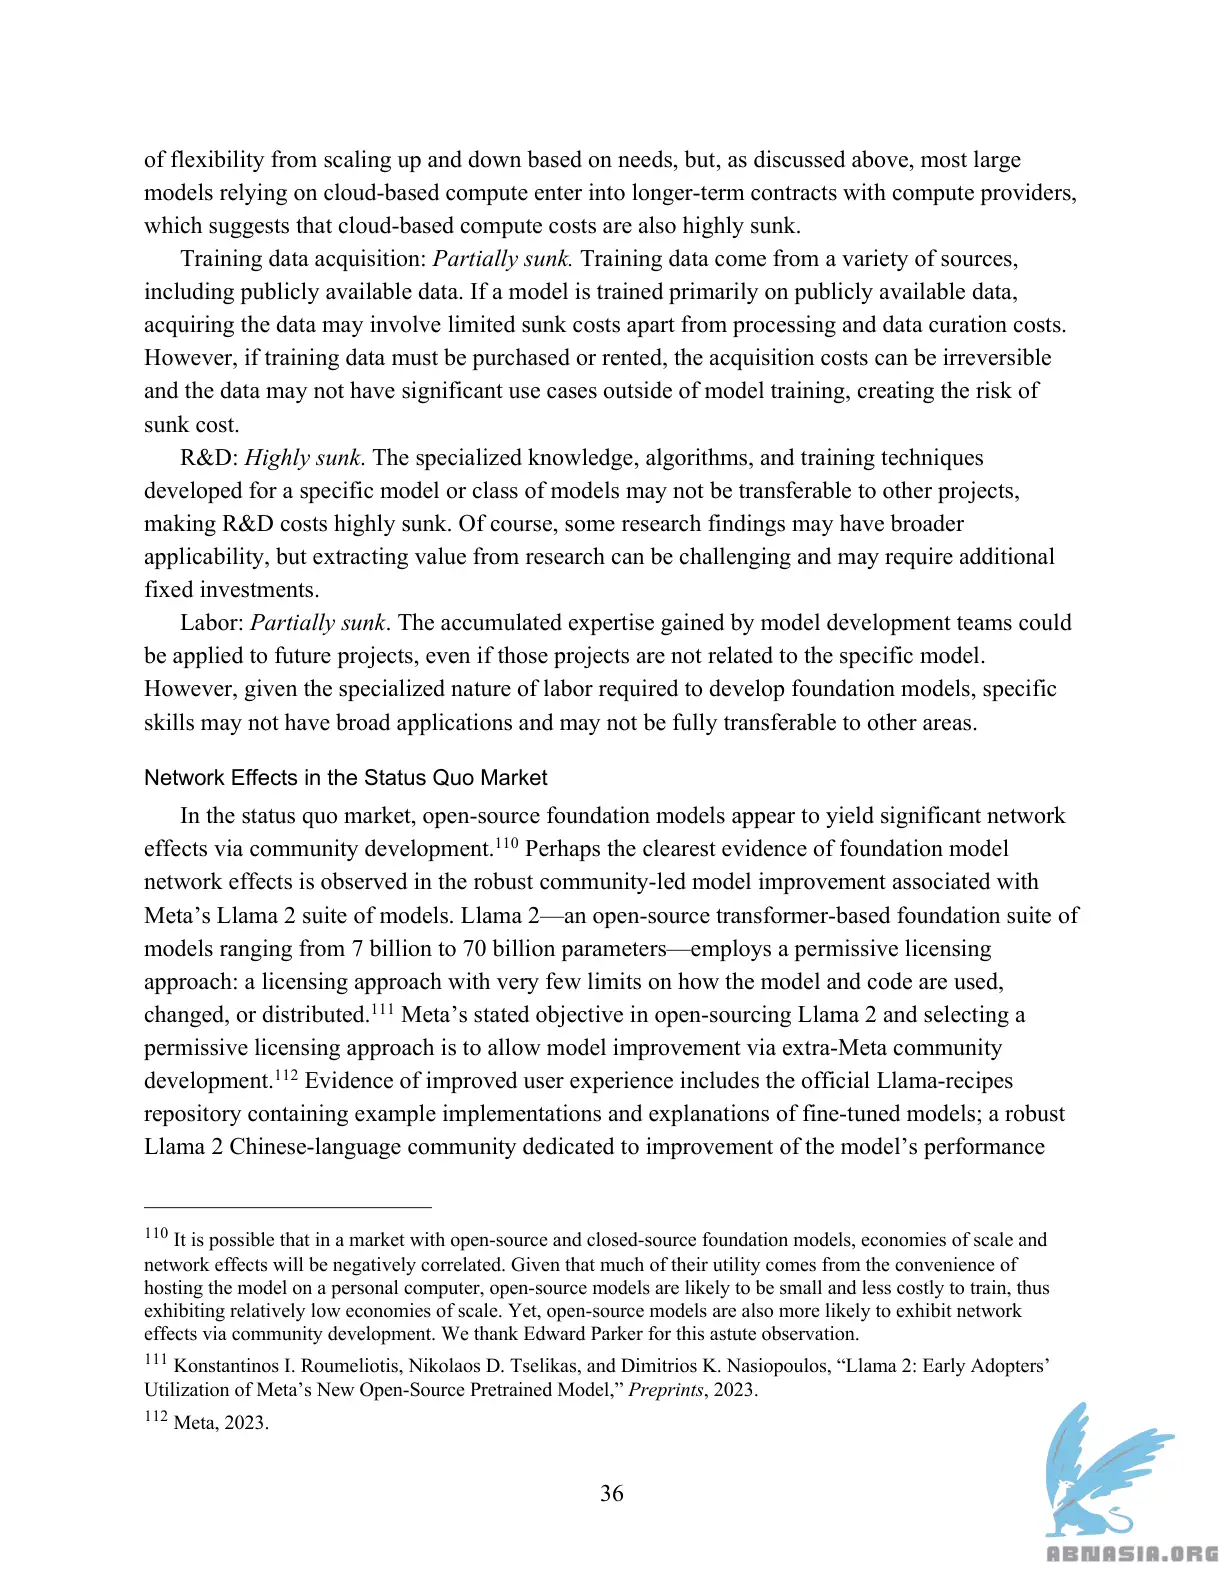 of flexibility from scaling up and down based on needs, but, as discussed above, most large
models relying on cloud-based compute enter into longer-term contracts with compute providers,
which suggests that cloud-based compute costs are also highly sunk.
Training data acquisition: Partially sunk. Training data come from a variety of sources,
including publicly available data. If a model is trained primarily on publicly available data,
acquiring the data may involve limited sunk costs apart from processing and data curation costs.
However, if training data must be purchased or rented, the acquisition costs can be irreversible
and the data may not have significant use cases outside of model training, creating the risk of
sunk cost.
R&D: Highly sunk. The specialized knowledge, algorithms, and training techniques
developed for a specific model or class of models may not be transferable to other projects,
making R&D costs highly sunk. Of course, some research findings may have broader
applicability, but extracting value from research can be challenging and may require additional
fixed investments.
Labor: Partially sunk. The accumulated expertise gained by model development teams could
be applied to future projects, even if those projects are not related to the specific model.
However, given the specialized nature of labor required to develop foundation models, specific
skills may not have broad applications and may not be fully transferable to other areas.
Network Effects in the Status Quo Market
In the status quo market, open-source foundation models appear to yield significant network
effects via community development.110 Perhaps the clearest evidence of foundation model
network effects is observed in the robust community-led model improvement associated with
Meta’s Llama 2 suite of models. Llama 2—an open-source transformer-based foundation suite of
models ranging from 7 billion to 70 billion parameters—employs a permissive licensing
approach: a licensing approach with very few limits on how the model and code are used,
changed, or distributed.111 Meta’s stated objective in open-sourcing Llama 2 and selecting a
permissive licensing approach is to allow model improvement via extra-Meta community
development.112 Evidence of improved user experience includes the official Llama-recipes
repository containing example implementations and explanations of fine-tuned models; a robust
Llama 2 Chinese-language community dedicated to improvement of the model’s performance
110 It is possible that in a market with open-source and closed-source foundation models, economies of scale and
network effects will be negatively correlated. Given that much of their utility comes from the convenience of
hosting the model on a personal computer, open-source models are likely to be small and less costly to train, thus
exhibiting relatively low economies of scale. Yet, open-source models are also more likely to exhibit network
effects via community development. We thank Edward Parker for this astute observation.
111 Konstantinos I. Roumeliotis, Nikolaos D. Tselikas, and Dimitrios K. Nasiopoulos, “Llama 2: Early Adopters’
Utilization of Meta’s New Open-Source Pretrained Model,” Preprints, 2023.
112 Meta, 2023.
36
ABNASIA.ORG